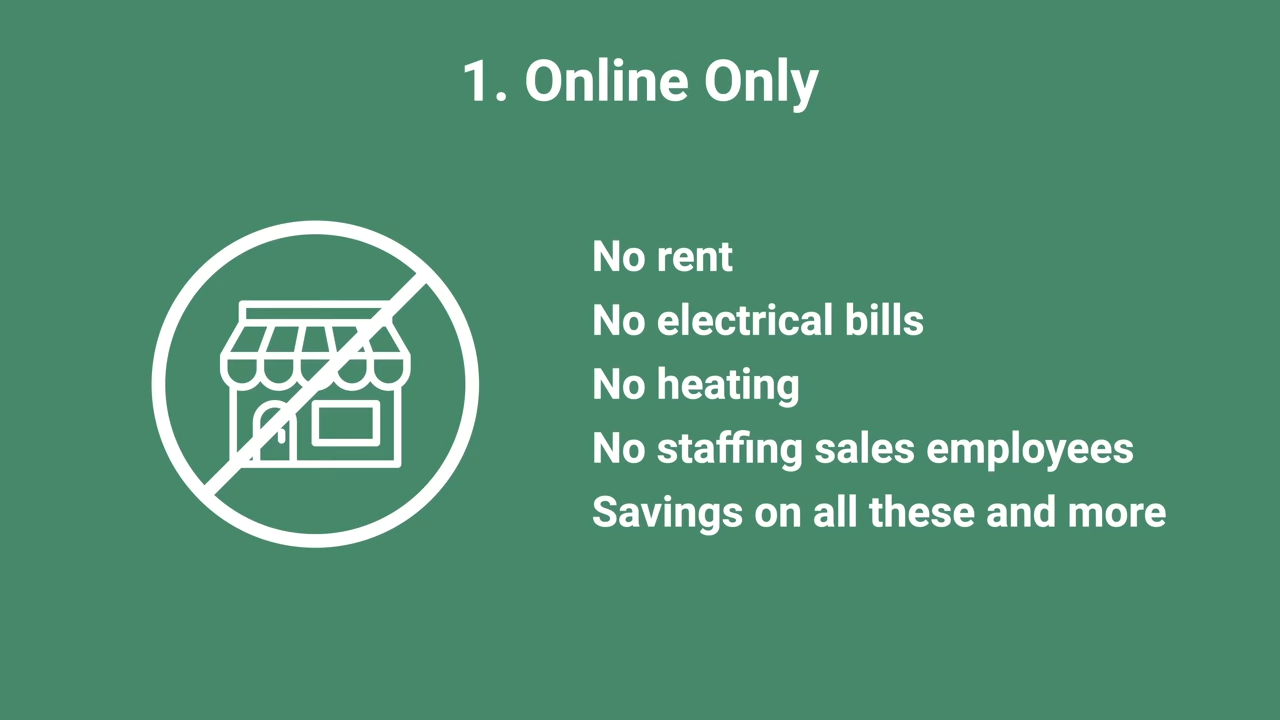 1. Online Only
No rent
No electrical bills
No heating
No staffing sales employees
Savings on all these and more